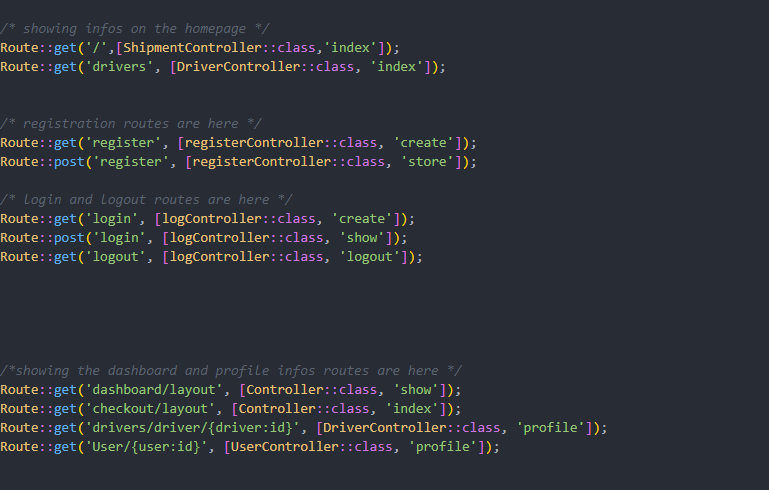 /* showing infos on the homepage */
Route::get('/',[ShipmentController::class,'index']);
Route::get('drivers', [DriverController::class, 'index']);
/* registration routes are here */
Route::get('register', [registerController::class, 'create']);
Route::post('register', [registerController::class, 'store']);
/* login and logout routes are here */
Route::get('login', [logController::class, 'create']);
Route::post('login', [logController::class, 'show']);
Route::get('logout', [logController::class, 'logout']);
/*showing the dashboard and profile infos routes are here */
Route::get('dashboard/layout', [Controller::class, 'show']);
Route::get('checkout/layout', [Controller::class, 'index']);
Route::get('drivers/driver/{driver:id}', [DriverController::class, 'profile']);
Route::get('User/{user:id}', [UserController::class, 'profile']);